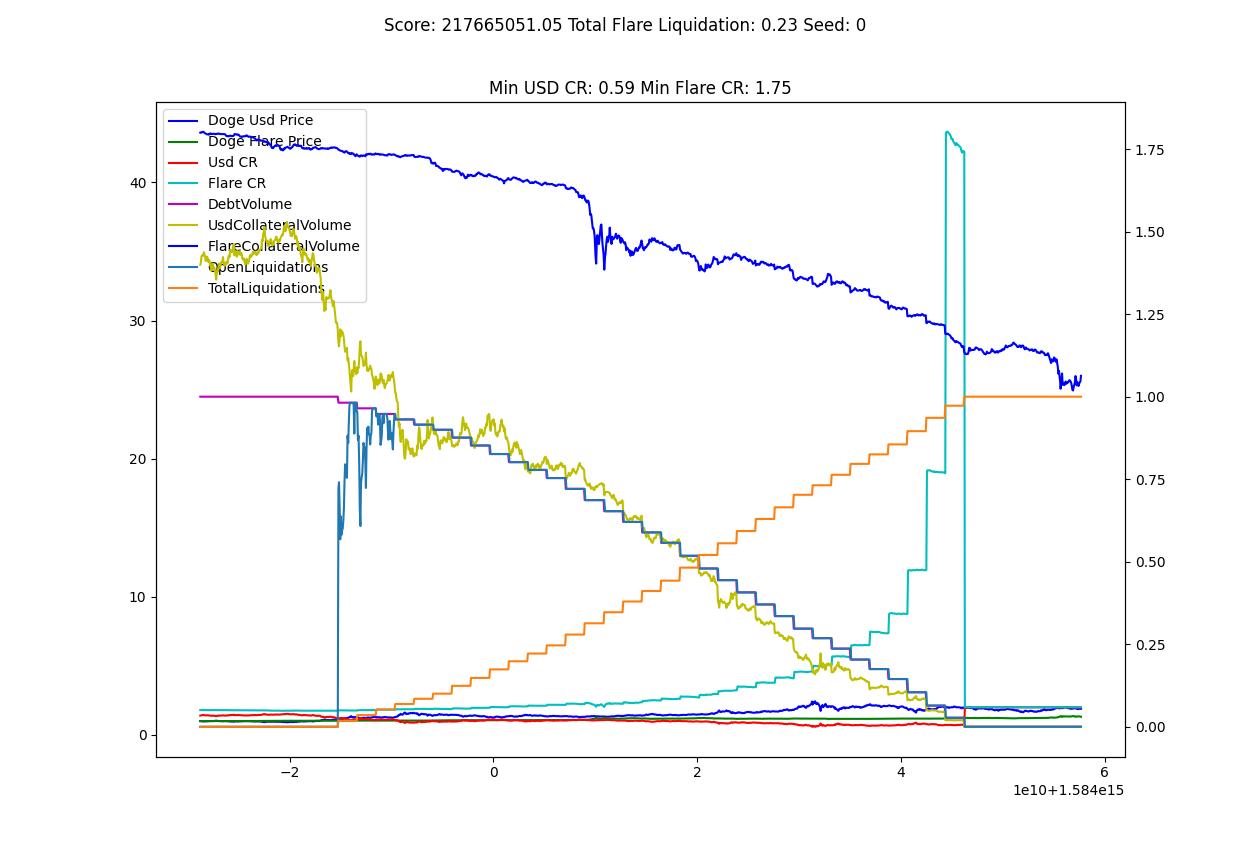 Score: 217665051.05 Total Flare Liquidation: 0.23 Seed: 0
Min USD CR: 0.59 Min Flare CR: 1.75
Doge Usd Price
Doge Flare Price
Usd CR
Flare CR
DebtVolume
UsdCollateralVolume
FlareCollateralVolume
OpenLiquidations
TotalLiquidations
40
30
20
10
0
1.75
1.50
1.25
1.00
0.75
0.50
0.25
0.00
−2
0
2
4
6
1e10+1.584e15